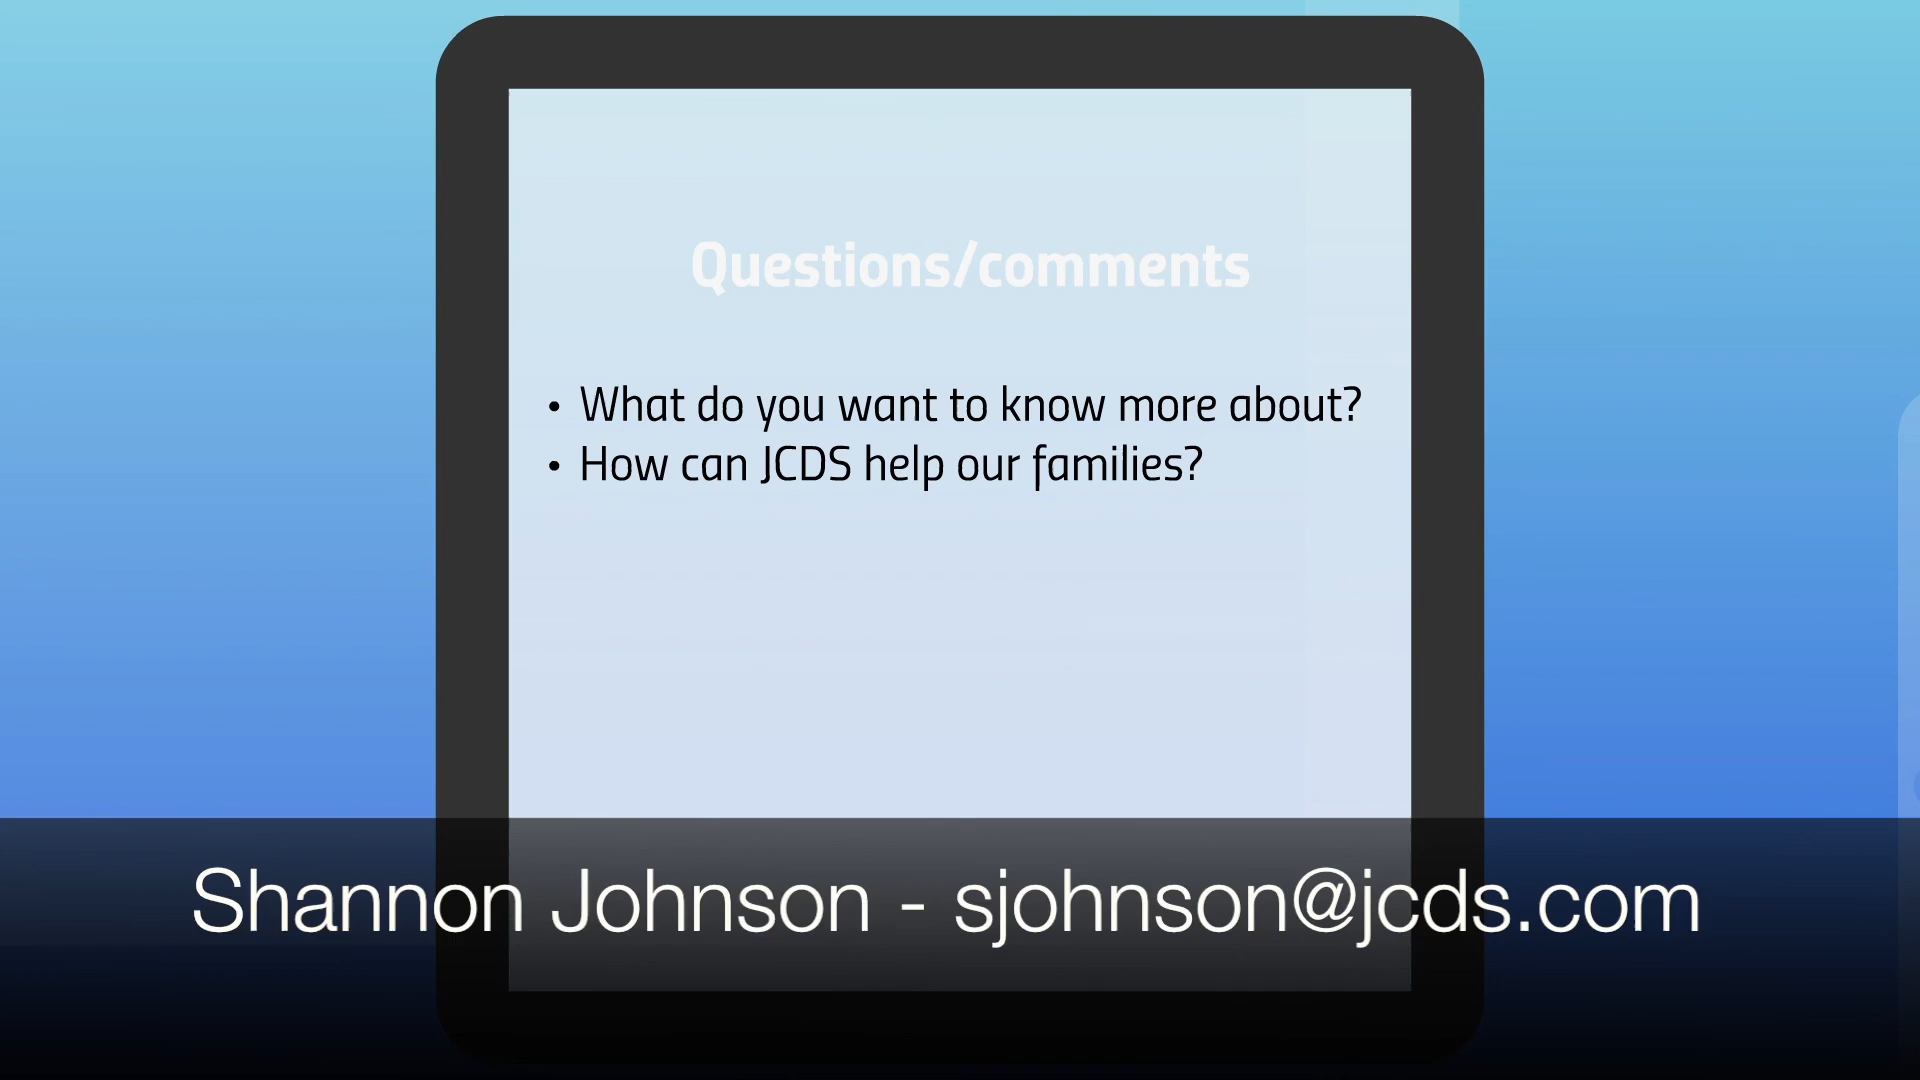 Questions/comments
• What do you want to know more about?
• How can JCDS help our families?
Shannon Johnson - sjohnson@jcds.com